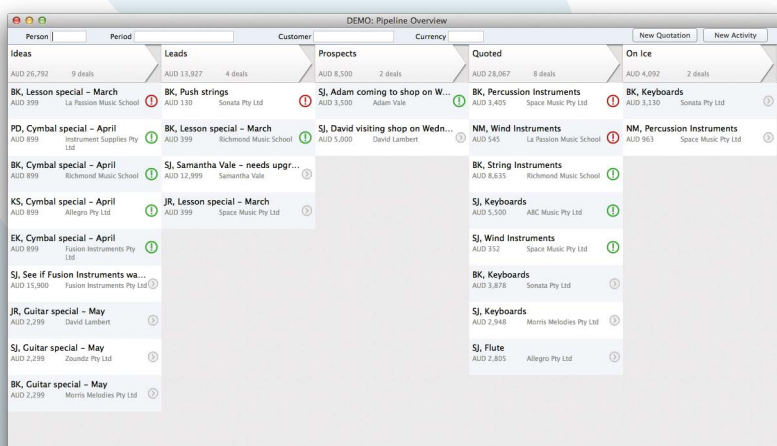 DEMO: Pipeline Overview
Person Period Customer Currency New Quotation New Activity
Ideas
AUD 26,792 9 deals
BK, Lesson special – March
AUD 399 La Passion Music School
PD, Cymbal special – April
AUD 899 Instrument Supplies Pty
Ltd
BK, Cymbal special – April
AUD 899 Richmond Music School
KS, Cymbal special – April
AUD 899 Allegro Pty Ltd
EK, Cymbal special – April
AUD 899 Fusion Instruments Pty
Ltd
SJ, See if Fusion Instruments wa...
AUD 15,900 Fusion Instruments Pty Ltd
JR, Guitar special – May
AUD 2,299 David Lambert
SJ, Guitar special – May
AUD 2,299 Zoundz Pty Ltd
BK, Guitar special – May
AUD 2,299 Morris Melodies Pty Ltd
Leads
AUD 13,927 4 deals
BK, Push strings
AUD 130 Sonata Pty Ltd
BK, Lesson special – March
AUD 399 Richmond Music School
SJ, Samantha Vale – needs upgr...
AUD 12,999 Samantha Vale
JR, Lesson special – March
AUD 399 Space Music Pty Ltd
Prospects
AUD 8,500 2 deals
SJ, Adam coming to shop on W...
AUD 3,500 Adam Vale
SJ, David visiting shop on Wedn...
AUD 5,000 David Lambert
Quoted
AUD 28,067 8 deals
BK, Percussion Instruments
AUD 3,405 Space Music Pty Ltd
NM, Wind Instruments
AUD 545 La Passion Music School
BK, String Instruments
AUD 8,635 Richmond Music School
SJ, Keyboards
AUD 5,500 ABC Music Pty Ltd
SJ, Wind Instruments
AUD 352 Space Music Pty Ltd
BK, Keyboards
AUD 3,878 Sonata Pty Ltd
SJ, Keyboards
AUD 2,948 Morris Melodies Pty Ltd
SJ, Flute
AUD 2,805 Allegro Pty Ltd
On Ice
AUD 4,092 2 deals
BK, Keyboards
AUD 3,130 Sonata Pty Ltd
NM, Percussion Instruments
AUD 963 Space Music Pty Ltd